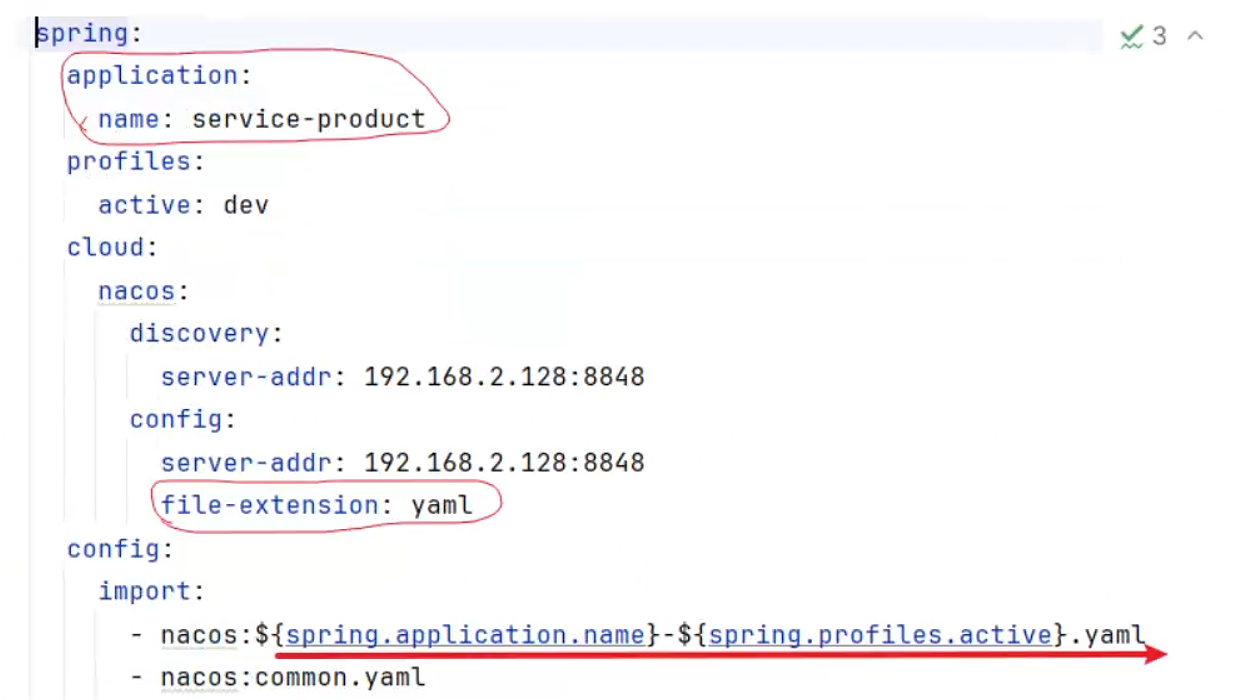 spring:
  application:
    name: service-product
  profiles:
    active: dev
  cloud:
    nacos:
      discovery:
        server-addr: 192.168.2.128:8848
      config:
        server-addr: 192.168.2.128:8848
        file-extension: yaml
  config:
    import:
      - nacos:${spring.application.name}-${spring.profiles.active}.yaml
      - nacos:common.yaml
3